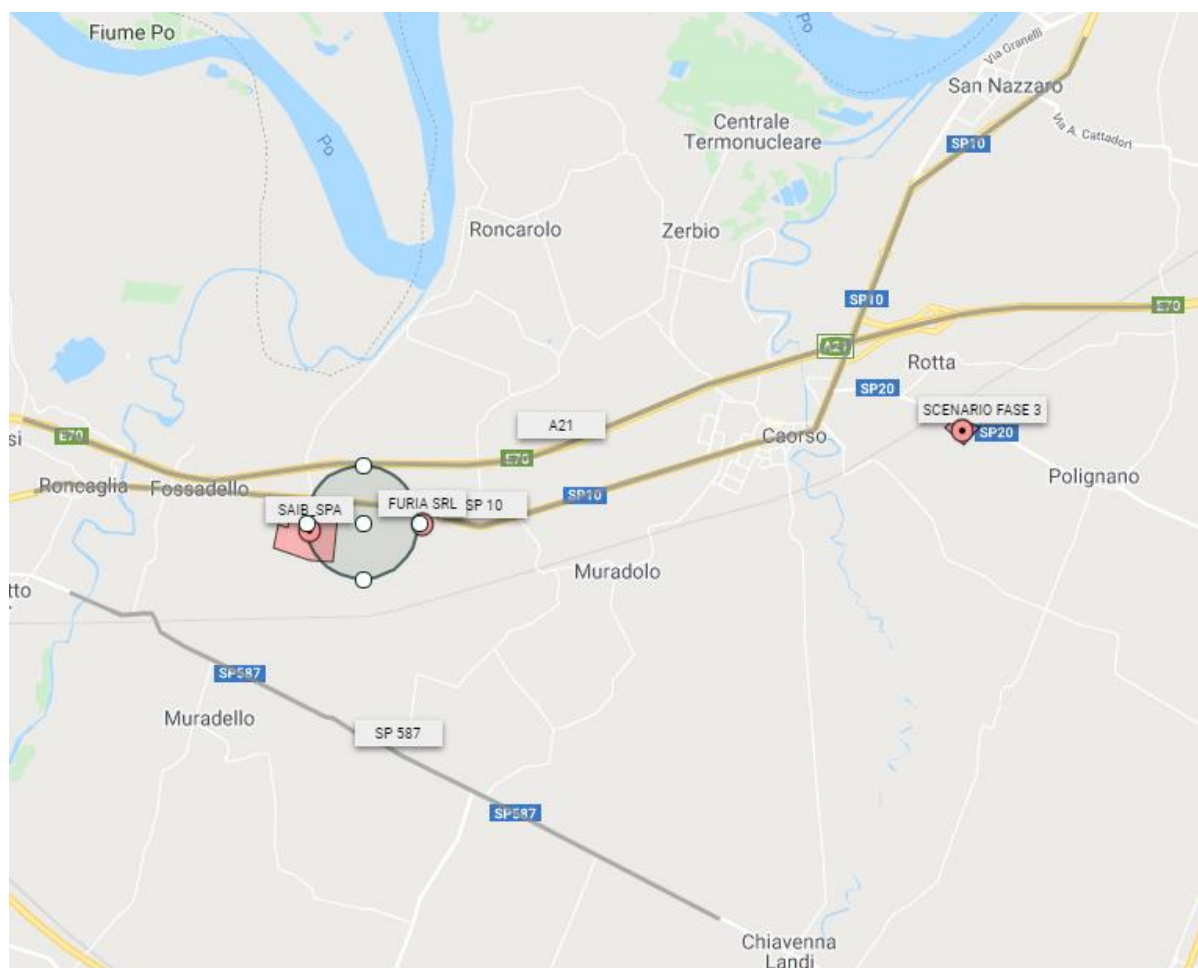 Fiume Po
Po
Po
Via Granelli
San Nazzaro
Via A. Cattadori
Centrale
Termonucleare
SP10
Roncarolo
Zerbio
SP10
E70
A21
Rotta
SP20
SCENARIO FASE 3
SP20
A21
Caorso
E70
si
E70
Polignano
Roncaglia
Fossadello
SP10
SAIB_SPA
FURIA SRL
SP 10
Muradolo
tto
SP587
Muradello
SP 587
SP587
Chiavenna
Landi